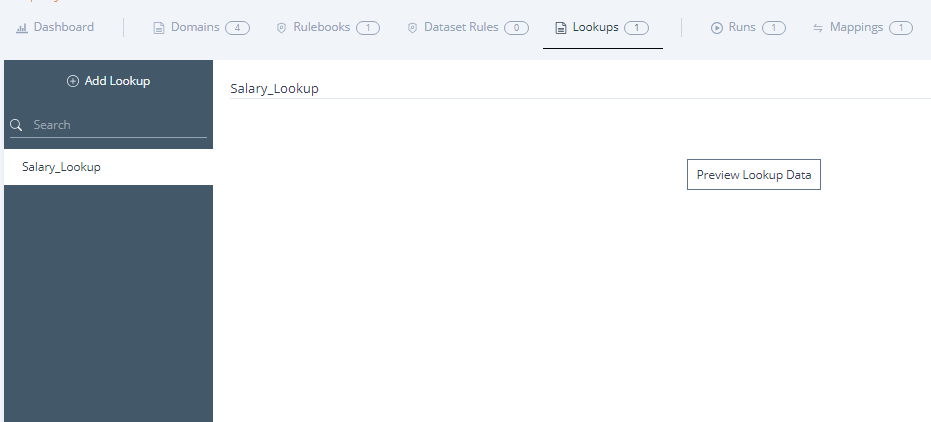 Dashboard
Domains 4
Rulebooks 1
Dataset Rules 0
Lookups 1
Runs 1
Mappings 1
Add Lookup
Search
Salary_Lookup
Salary_Lookup
Preview Lookup Data